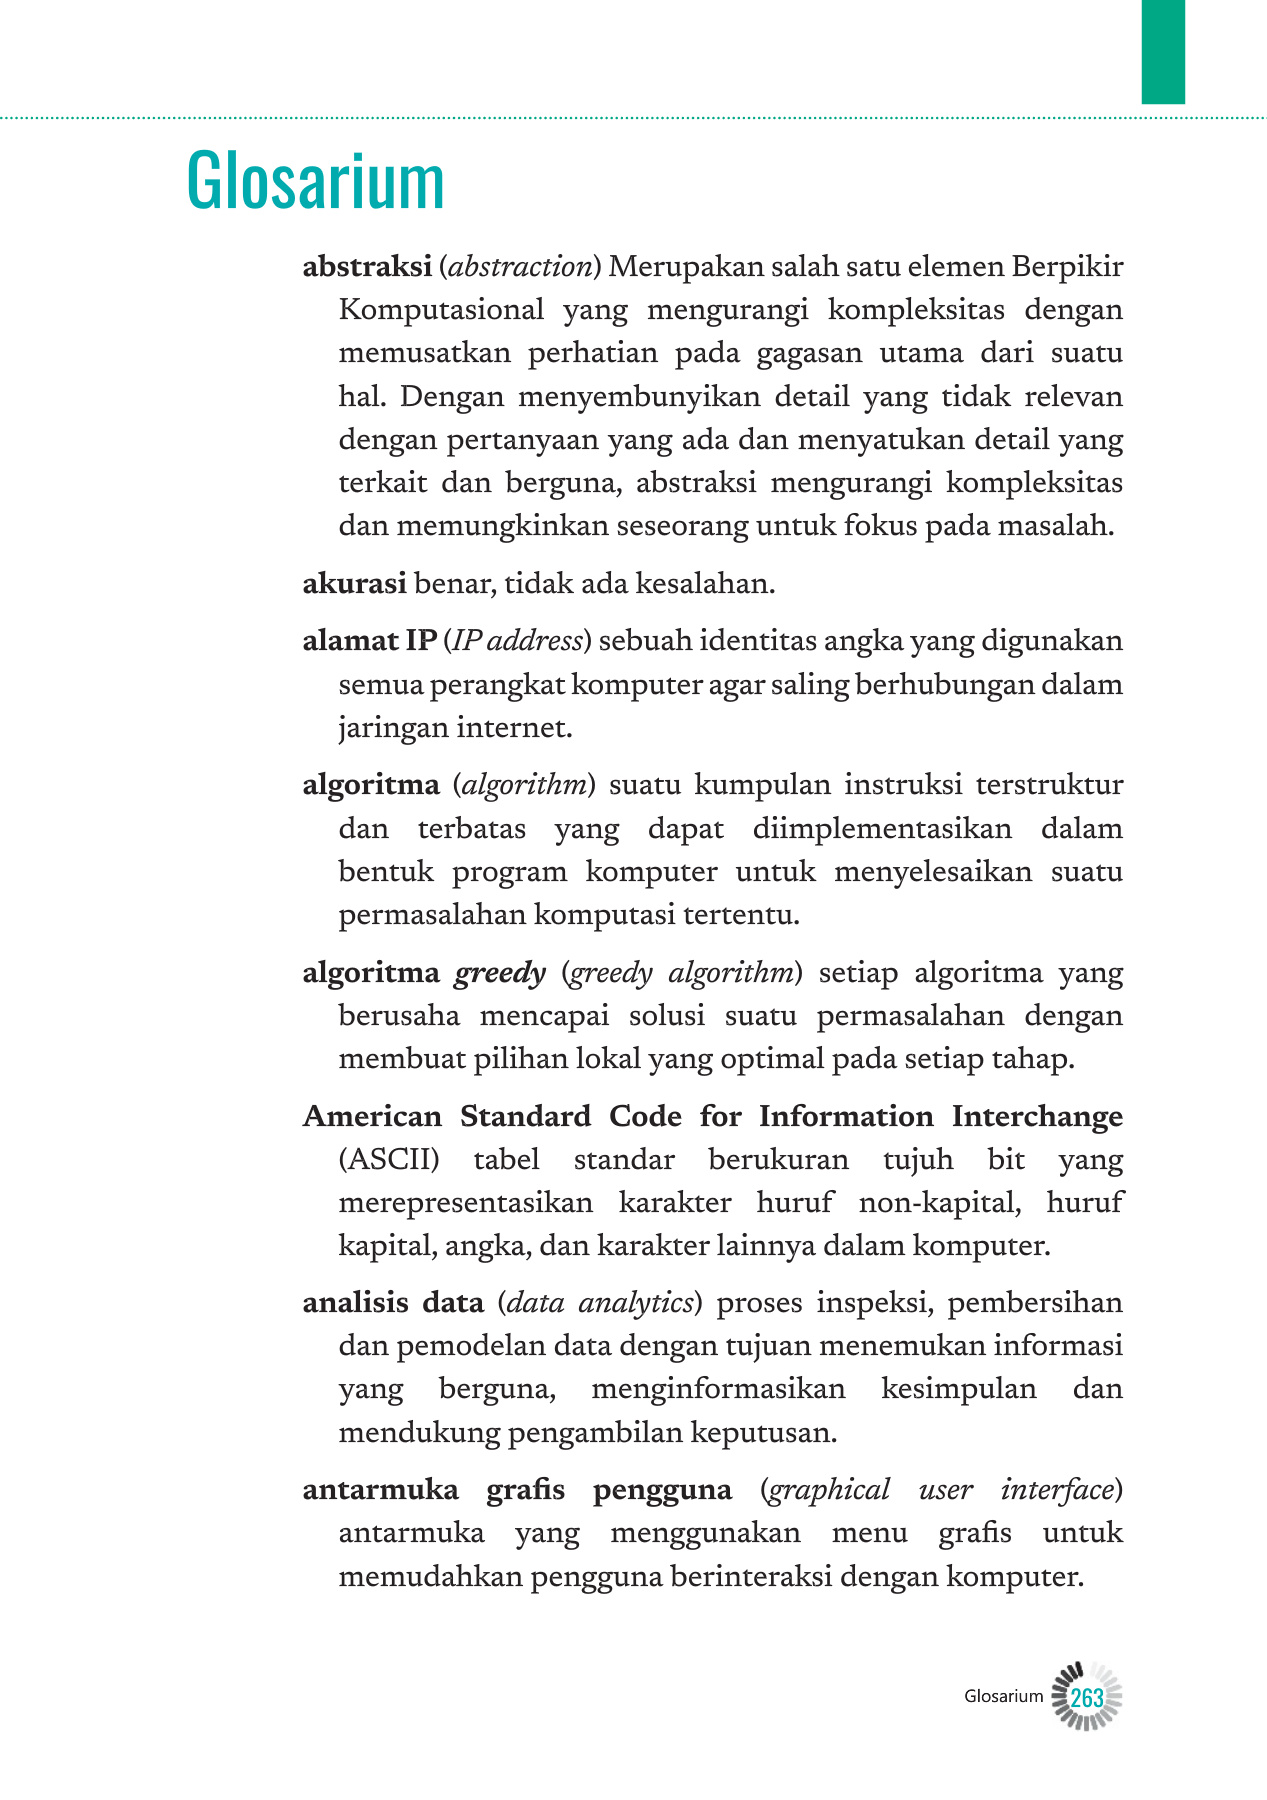 Glosarium
abstraksi (abstraction) Merupakan salah satu elemen Berpikir
Komputasional yang mengurangi kompleksitas dengan
memusatkan perhatian pada gagasan utama dari suatu
hal. Dengan menyembunyikan detail yang tidak relevan
dengan pertanyaan yang ada dan menyatukan detail yang
terkait dan berguna, abstraksi mengurangi kompleksitas
dan memungkinkan seseorang untuk fokus pada masalah.
akurasi benar, tidak ada kesalahan.
alamat IP (IP address) sebuah identitas angka yang digunakan
semua perangkat komputer agar saling berhubungan dalam
jaringan internet.
algoritma (algorithm) suatu kumpulan instruksi terstruktur
dan terbatas yang dapat diimplementasikan dalam
bentuk program komputer untuk menyelesaikan suatu
permasalahan komputasi tertentu.
algoritma greedy (greedy algorithm) setiap algoritma yang
berusaha mencapai solusi suatu permasalahan dengan
membuat pilihan lokal yang optimal pada setiap tahap.
American Standard Code for Information Interchange
(ASCII) tabel standar berukuran tujuh bit yang
merepresentasikan karakter huruf non-kapital, huruf
kapital, angka, dan karakter lainnya dalam komputer.
analisis data (data analytics) proses inspeksi, pembersihan
dan pemodelan data dengan tujuan menemukan informasi
yang berguna, menginformasikan kesimpulan dan
mendukung pengambilan keputusan.
antarmuka grafis pengguna (graphical user interface)
antarmuka yang menggunakan menu grafis untuk
memudahkan pengguna berinteraksi dengan komputer.
Glosarium 263